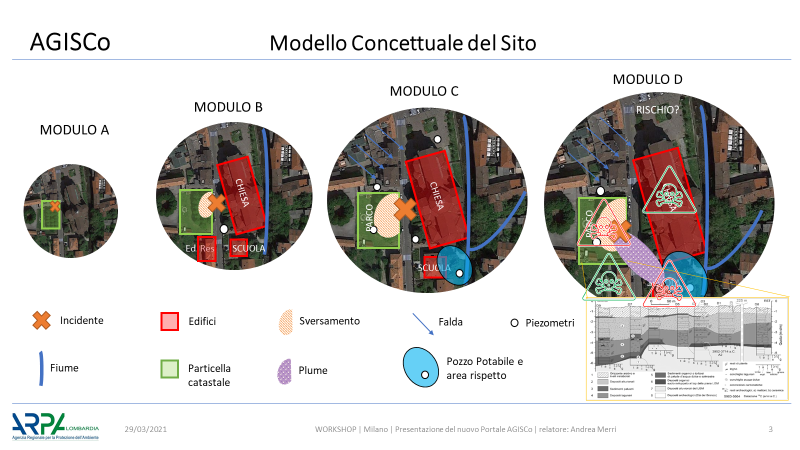 AGISCo
Modello Concettuale del Sito
MODULO A
MODULO B
MODULO C
MODULO D
CHIESA
Ed. Res
SCUOLA
PARCO
CHIESA
SCUOLA
RISCHIO?
PARCO
Incidente
Edifici
Sversamento
Falda
Piezometri
Fiume
Particella
catastale
Plume
Pozzo Potabile e
area rispetto
ARPA LOMBARDIA
Agenzia Regionale per la Protezione dell'Ambiente
29/03/2021
WORKSHOP | Milano | Presentazione del nuovo Portale AGISCo | relatore: Andrea Merri
3